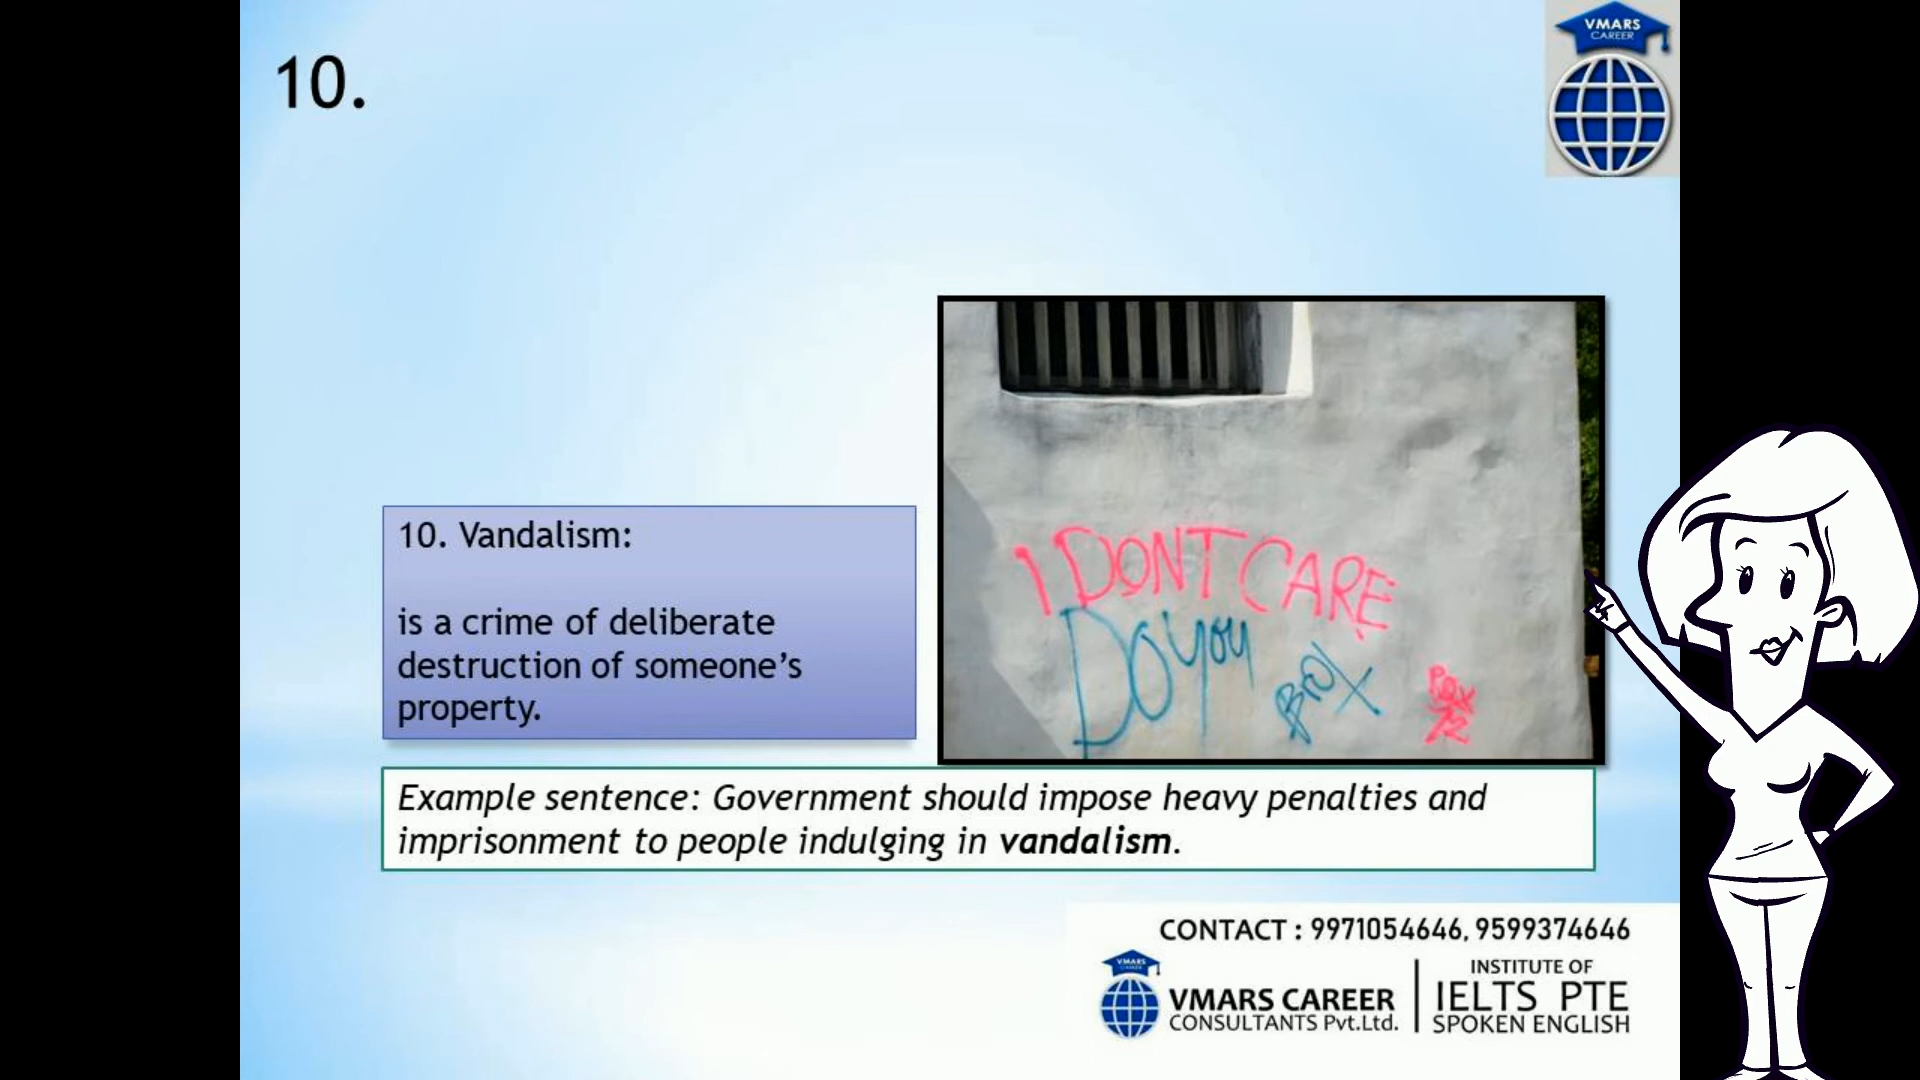 10.
VMARS
CAREER
10. Vandalism:
is a crime of deliberate
destruction of someone’s
property.
I DONT CARE
DO you
BROX
Example sentence: Government should impose heavy penalties and
imprisonment to people indulging in vandalism.
CONTACT : 9971054646, 9599374646
VMARS
VMARS CAREER
CONSULTANTS Pvt.Ltd.
INSTITUTE OF
IELTS PTE
SPOKEN ENGLISH